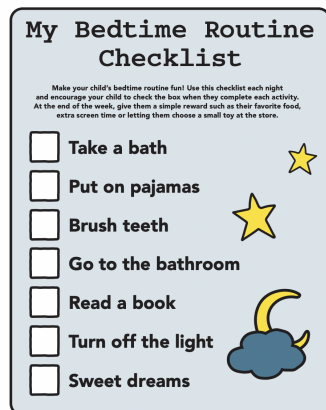 My Bedtime Routine
Checklist
Make your child's bedtime routine fun! Use this checklist each night
and encourage your child to check the box when they complete each activity.
At the end of the week, give them a simple reward such as their favorite food,
extra screen time or letting them choose a small toy at the store.
Take a bath
Put on pajamas
Brush teeth
Go to the bathroom
Read a book
Turn off the light
Sweet dreams